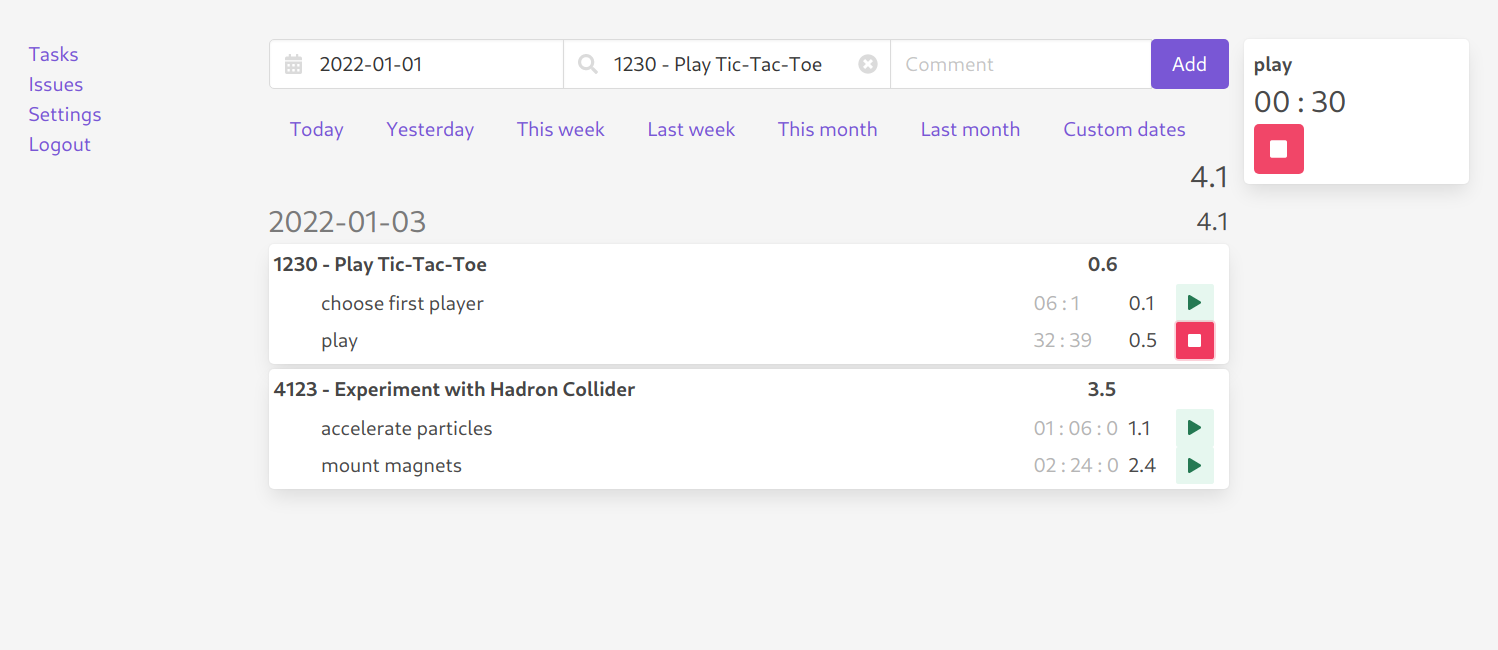 Tasks
Issues
Settings
Logout
2022-01-01 1230 - Play Tic-Tac-Toe Comment Add
Today Yesterday This week Last week This month Last month Custom dates
4.1
2022-01-03 4.1
1230 - Play Tic-Tac-Toe 0.6
choose first player 06 : 1 0.1
play 32 : 39 0.5
4123 - Experiment with Hadron Collider 3.5
accelerate particles 01 : 06 : 0 1.1
mount magnets 02 : 24 : 0 2.4
play
00 : 30